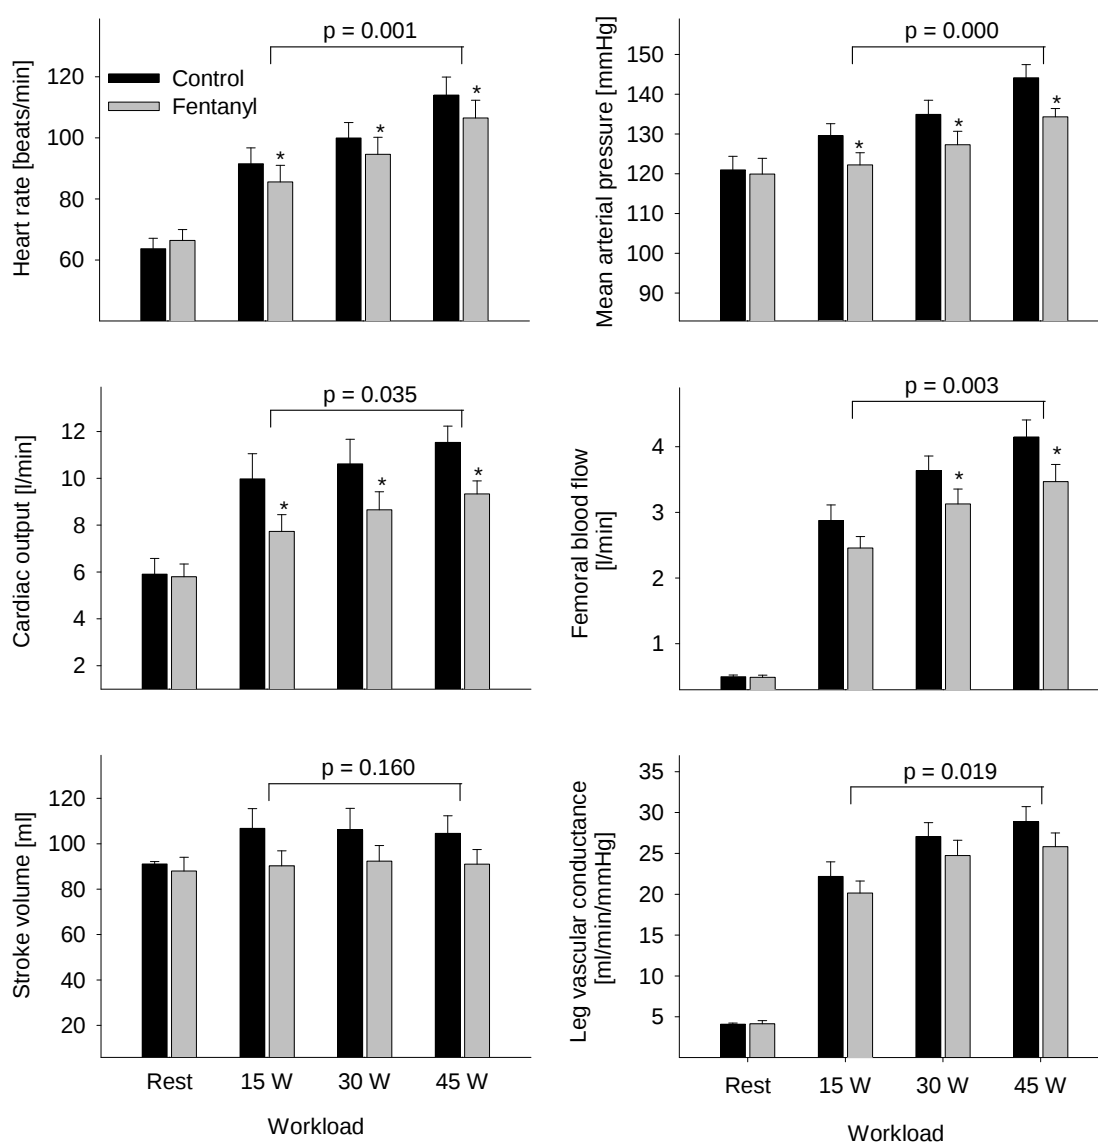 p = 0.001
Heart rate [beats/min]
120
100
80
60
Control
Fentanyl
*
*
*
p = 0.000
Mean arterial pressure [mmHg]
150
140
130
120
110
100
90
*
*
*
p = 0.035
Cardiac output [l/min]
12
10
8
6
4
2
*
*
*
p = 0.003
Femoral blood flow
[l/min]
4
3
2
1
*
*
p = 0.160
Stroke volume [ml]
120
100
80
60
40
20
Rest
15 W
30 W
45 W
Workload
p = 0.019
Leg vascular conductance
[ml/min/mmHg]
35
30
25
20
15
10
5
Rest
15 W
30 W
45 W
Workload